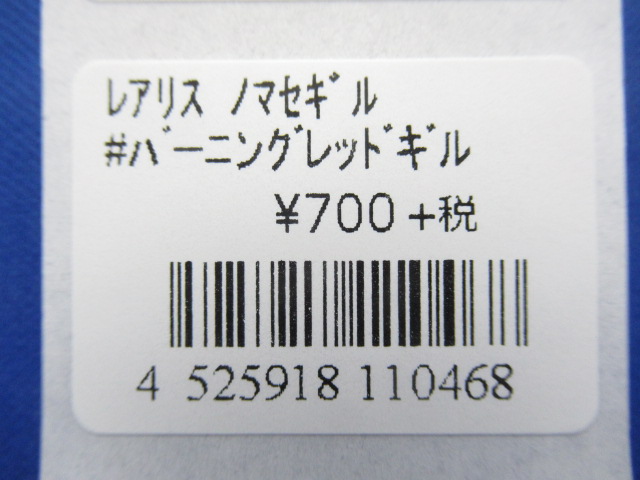 ﾚｱﾘｽ ﾉﾏｾｷﾞﾙ
#ﾊﾞｰﾆﾝｸﾞﾚｯﾄﾞｷﾞﾙ
¥700+税
4 525918 110468